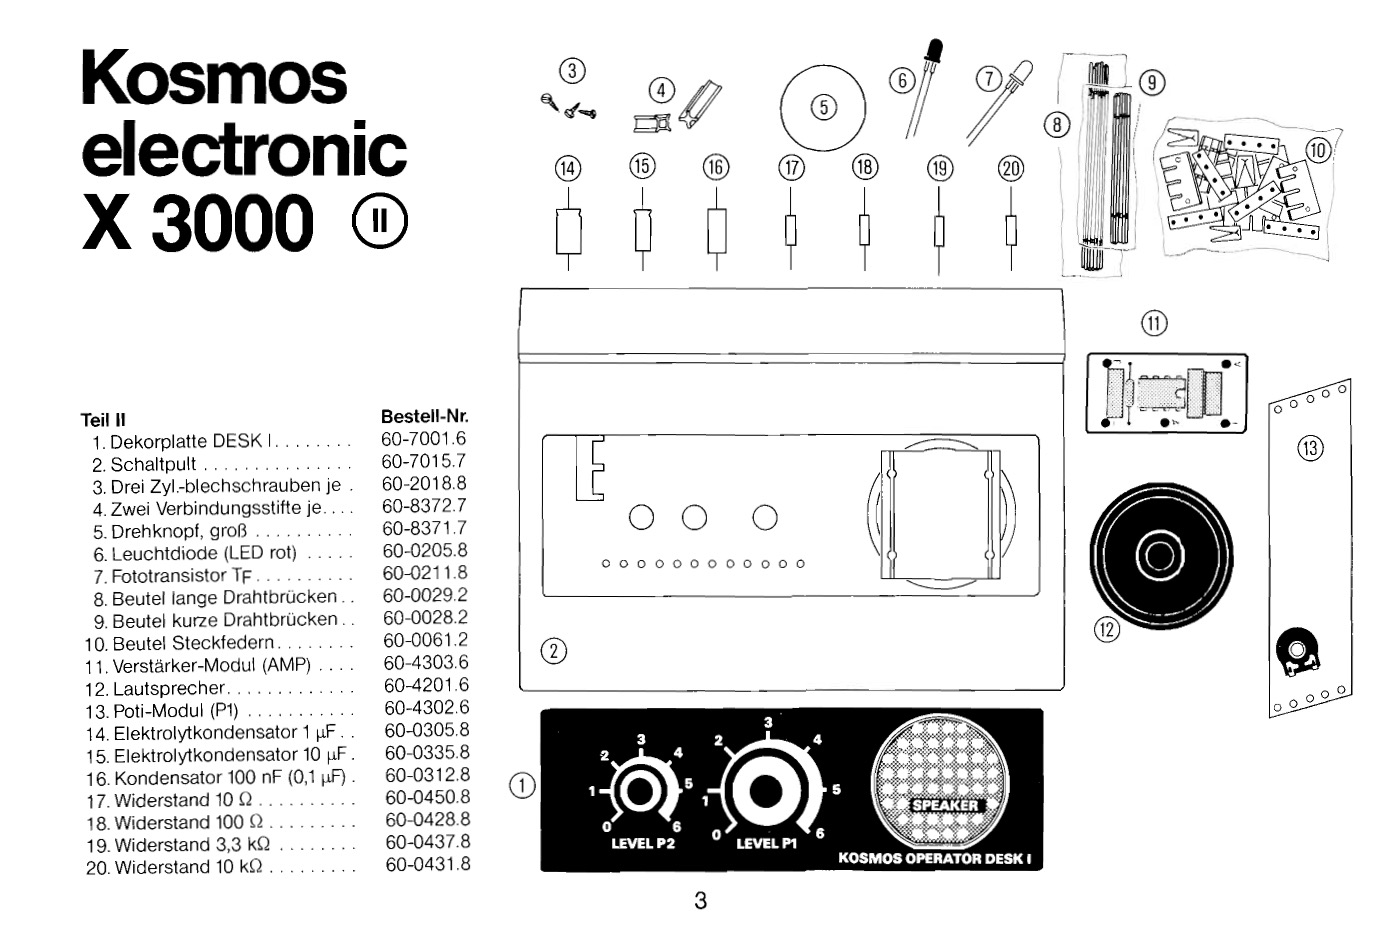 Kosmos
electronic
X 3000 II
Teil II Bestell-Nr.
1. Dekorplatte DESK I........ 60-7001.6
2. Schaltpult ............... 60-7015.7
3. Drei Zyl.-blechschrauben je . 60-2018.8
4. Zwei Verbindungsstifte je.... 60-8372.7
5. Drehknopf, groß .......... 60-8371.7
6. Leuchtdiode (LED rot) ..... 60-0205.8
7. Fototransistor TF.......... 60-0211.8
8. Beutel lange Drahtbrücken .. 60-0029.2
9. Beutel kurze Drahtbrücken .. 60-0028.2
10. Beutel Steckfedern........ 60-0061.2
11. Verstärker-Modul (AMP) .... 60-4303.6
12. Lautsprecher............. 60-4201.6
13. Poti-Modul (P1) ........... 60-4302.6
14. Elektrolytkondensator 1 µF .. 60-0305.8
15. Elektrolytkondensator 10 µF . 60-0335.8
16. Kondensator 100 nF (0,1 µF) . 60-0312.8
17. Widerstand 10 Ω .......... 60-0450.8
18. Widerstand 100 Ω ......... 60-0428.8
19. Widerstand 3,3 kΩ ........ 60-0437.8
20. Widerstand 10 kΩ ......... 60-0431.8
3 4 5 6 7 8 9 10
14 15 16 17 18 19 20
11
13
12
2
1
0 1 2 3 4 5 6
LEVEL P2
0 1 2 3 4 5 6
LEVEL P1
SPEAKER
KOSMOS OPERATOR DESK I
3